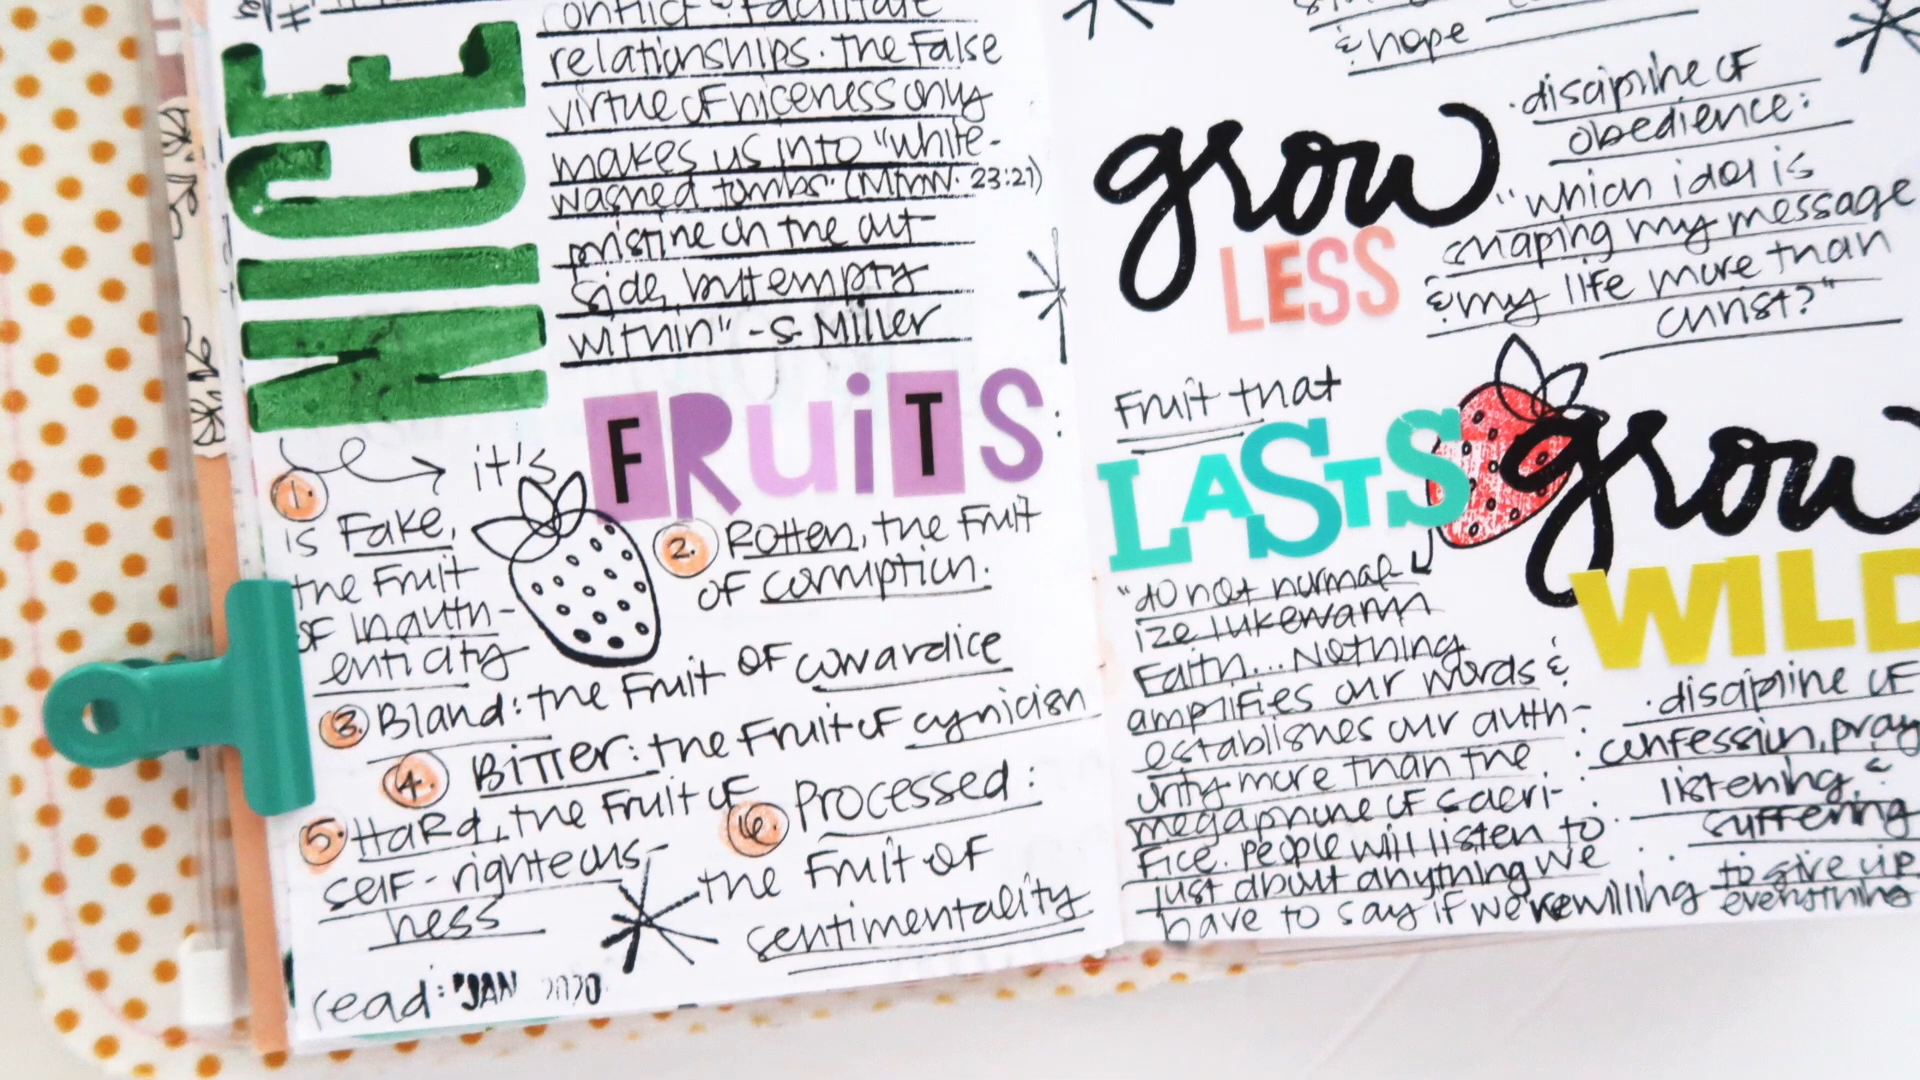 NICE
conflict & facilitate
relationships. The False
virtue of niceness only
makes us into "white-
washed tombs" (Matt. 23:27)
pristine on the out
side, but empty
within" - S. Miller
it's
FRuiTS:
1.
is Fake,
the Fruit
of inauth-
enticity
2. Rotten, the Fruit
of corruption.
3. Bland: the Fruit of cowardice
4. Bitter: the Fruit of cynicism
5. Hard, the Fruit of
self-righteous-
ness
6. Processed:
the Fruit of
sentimentality
read: JAN 2020
& hope
grow
LESS
· discipline of
obedience:
"which idol is
shaping my message
& my life more than
Christ?"
Fruit that
LASTS
"do not normal-
ize lukewarm
Faith... Nothing
amplifies our words &
establishes our auth-
ority more than the
megaphone of sacri-
fice. People will listen to
just about anything we
have to say if we're willing
grow
WILD
· discipline of
confession, pray
listening, &
suffering
to give up
everything